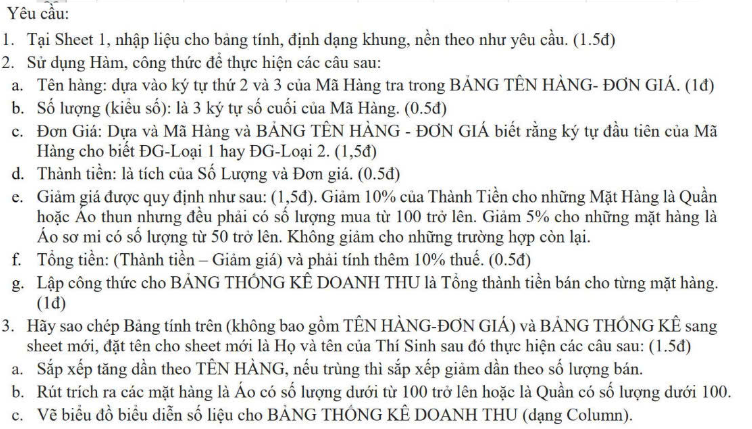 Yêu cầu:
1. Tại Sheet 1, nhập liệu cho bảng tính, định dạng khung, nền theo như yêu cầu. (1.5đ)
2. Sử dụng Hàm, công thức để thực hiện các câu sau:
a. Tên hàng: dựa vào ký tự thứ 2 và 3 của Mã Hàng tra trong BẢNG TÊN HÀNG- ĐƠN GIÁ. (1đ)
b. Số lượng (kiểu số): là 3 ký tự số cuối của Mã Hàng. (0.5đ)
c. Đơn Giá: Dựa và Mã Hàng và BẢNG TÊN HÀNG - ĐƠN GIÁ biết rằng ký tự đầu tiên của Mã
Hàng cho biết ĐG-Loại 1 hay ĐG-Loại 2. (1,5đ)
d. Thành tiền: là tích của Số Lượng và Đơn giá. (0.5đ)
e. Giảm giá được quy định như sau: (1,5đ). Giảm 10% của Thành Tiền cho những Mặt Hàng là Quần
hoặc Áo thun nhưng đều phải có số lượng mua từ 100 trở lên. Giảm 5% cho những mặt hàng là
Áo sơ mi có số lượng từ 50 trở lên. Không giảm cho những trường hợp còn lại.
f. Tổng tiền: (Thành tiền – Giảm giá) và phải tính thêm 10% thuế. (0.5đ)
g. Lập công thức cho BẢNG THỐNG KÊ DOANH THU là Tổng thành tiền bán cho từng mặt hàng.
(1đ)
3. Hãy sao chép Bảng tính trên (không bao gồm TÊN HÀNG-ĐƠN GIÁ) và BẢNG THỐNG KÊ sang
sheet mới, đặt tên cho sheet mới là Họ và tên của Thí Sinh sau đó thực hiện các câu sau: (1.5đ)
a. Sắp xếp tăng dần theo TÊN HÀNG, nếu trùng thì sắp xếp giảm dần theo số lượng bán.
b. Rút trích ra các mặt hàng là Áo có số lượng dưới từ 100 trở lên hoặc là Quần có số lượng dưới 100.
c. Vẽ biểu đồ biểu diễn số liệu cho BẢNG THỐNG KÊ DOANH THU (dạng Column).